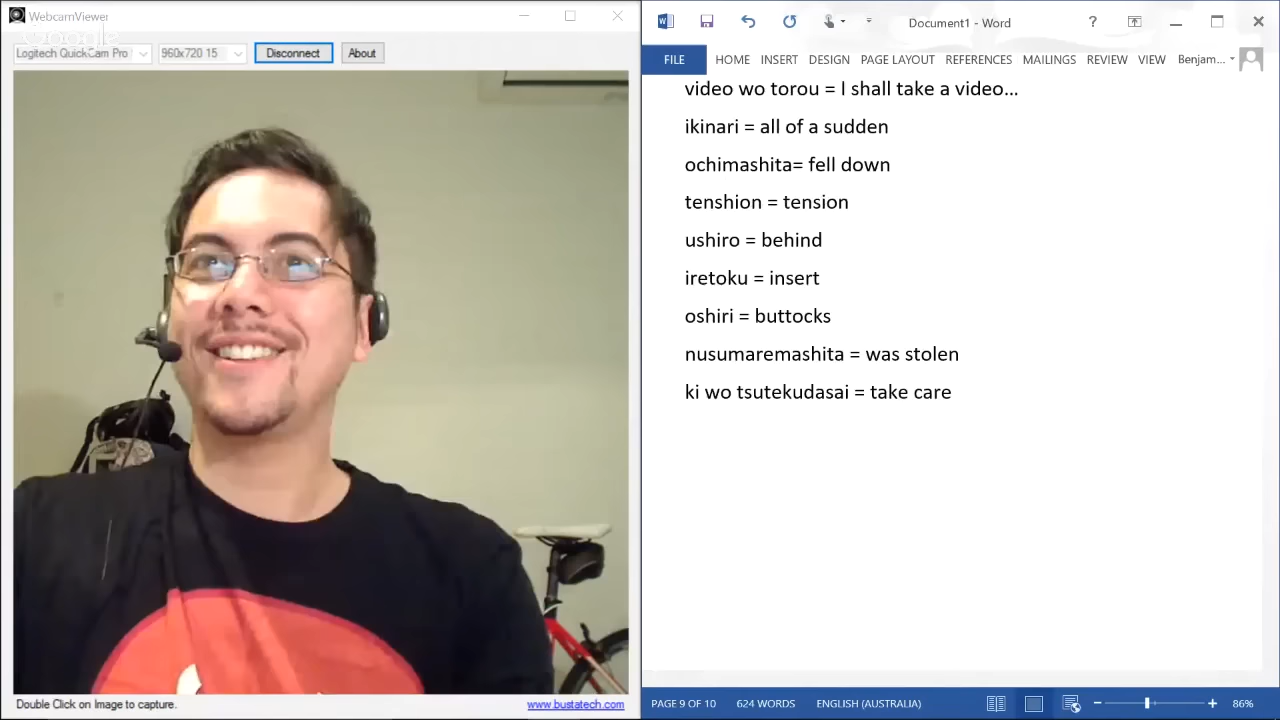 WebcamViewer
Google
Logitech QuickCam Pro
960x720 15
Disconnect
About
Double Click on Image to capture.
www.bustatech.com
Document1 - Word
?
FILE
HOME
INSERT
DESIGN
PAGE LAYOUT
REFERENCES
MAILINGS
REVIEW
VIEW
Benjam...
video wo torou = I shall take a video...
ikinari = all of a sudden
ochimashita= fell down
tenshion = tension
ushiro = behind
iretoku = insert
oshiri = buttocks
nusumaremashita = was stolen
ki wo tsutekudasai = take care
PAGE 9 OF 10
624 WORDS
ENGLISH (AUSTRALIA)
86%